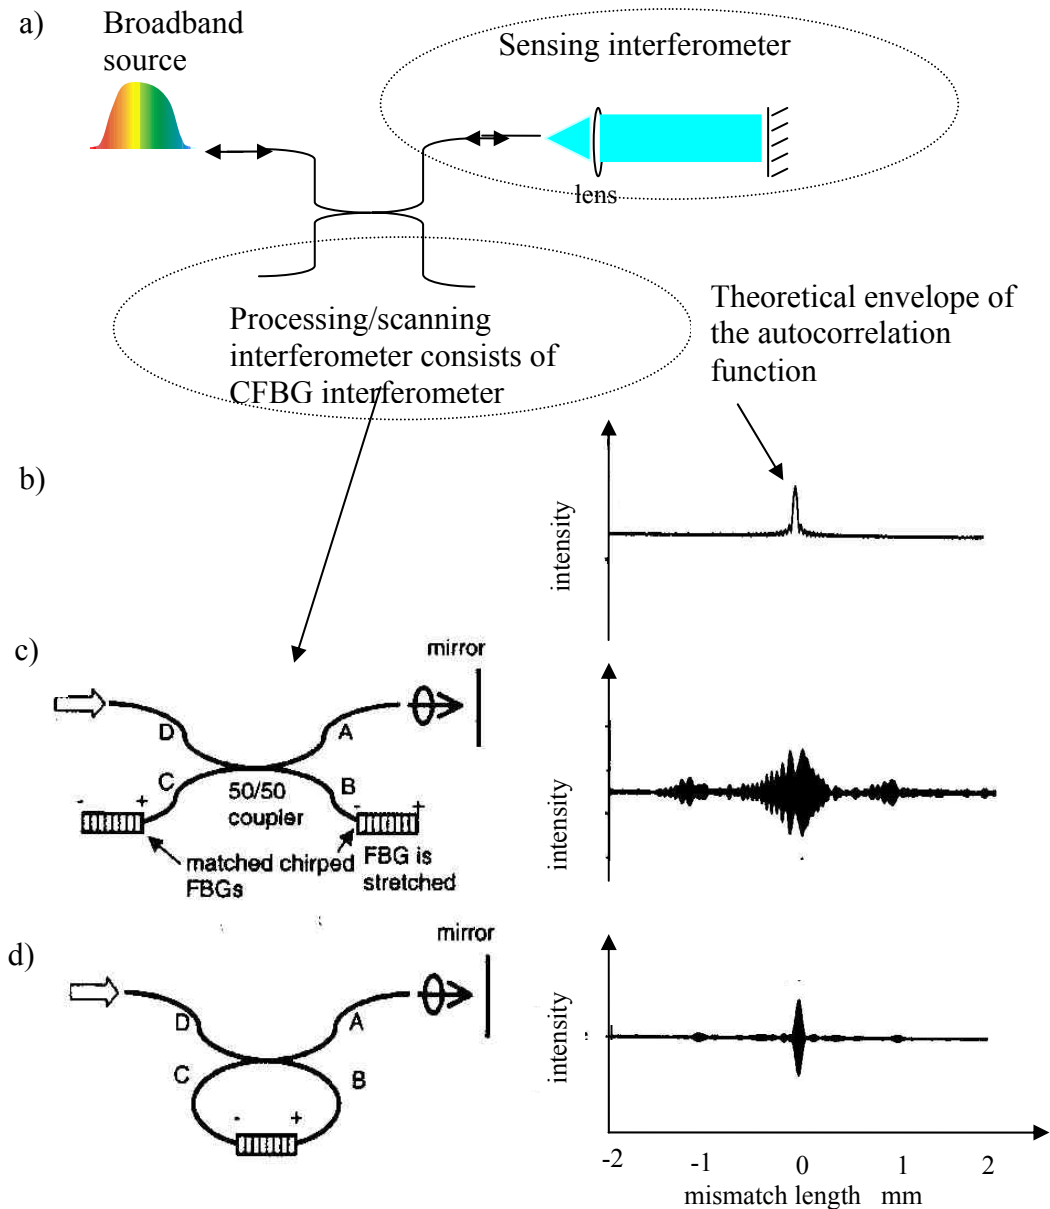 a)
Broadband
source
Sensing interferometer
lens
Processing/scanning
interferometer consists of
CFBG interferometer
Theoretical envelope of
the autocorrelation
function
b)
intensity
c)
mirror
D
A
C
B
50/50
coupler
- +
- +
matched chirped
FBGs
FBG is
stretched
intensity
d)
mirror
D
A
C
B
- +
intensity
-2 -1 0 1 2
mismatch length mm